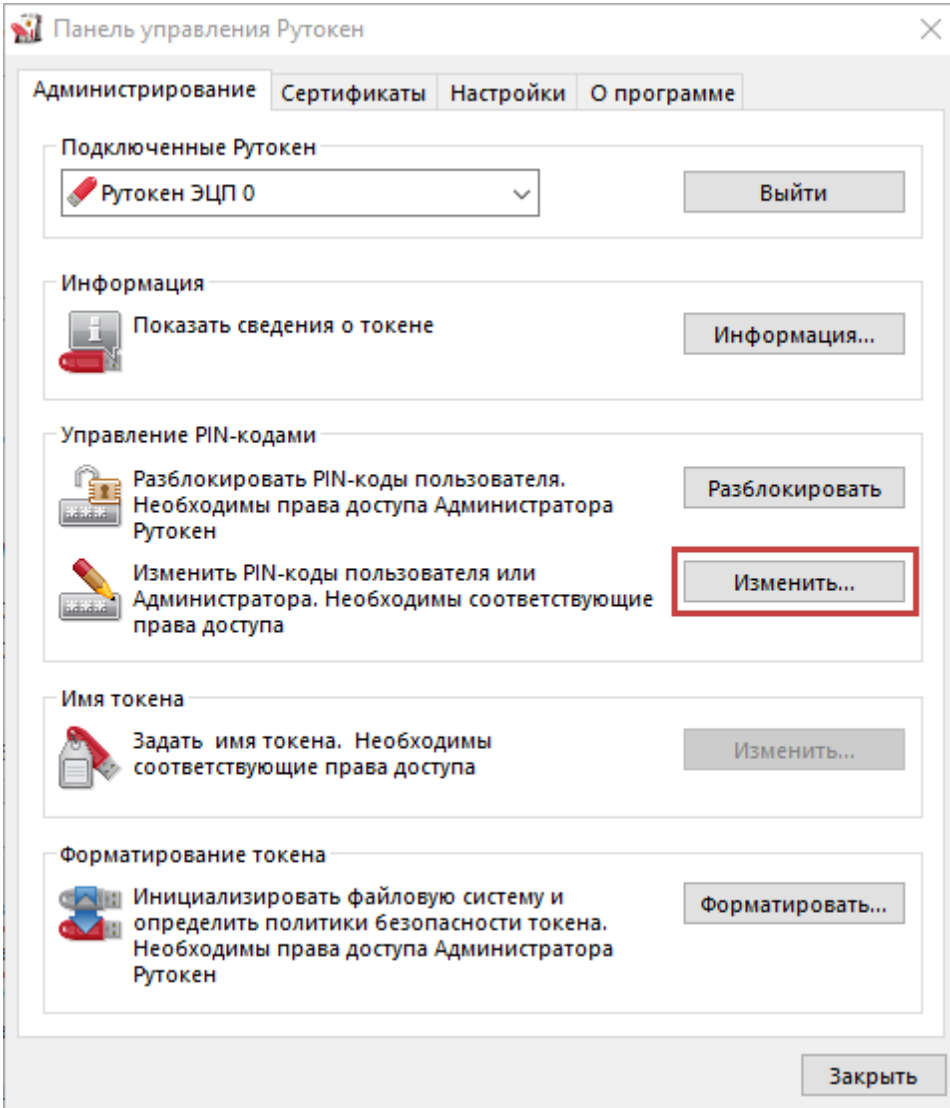 Панель управления Рутокен
Администрирование Сертификаты Настройки О программе
Подключенные Рутокен
Рутокен ЭЦП 0
Выйти
Информация
Показать сведения о токене
Информация...
Управление PIN-кодами
Разблокировать PIN-коды пользователя.
Необходимы права доступа Администратора
Рутокен
Разблокировать
Изменить PIN-коды пользователя или
Администратора. Необходимы соответствующие
права доступа
Изменить...
Имя токена
Задать имя токена. Необходимы
соответствующие права доступа
Изменить...
Форматирование токена
Инициализировать файловую систему и
определить политики безопасности токена.
Необходимы права доступа Администратора
Рутокен
Форматировать...
Закрыть